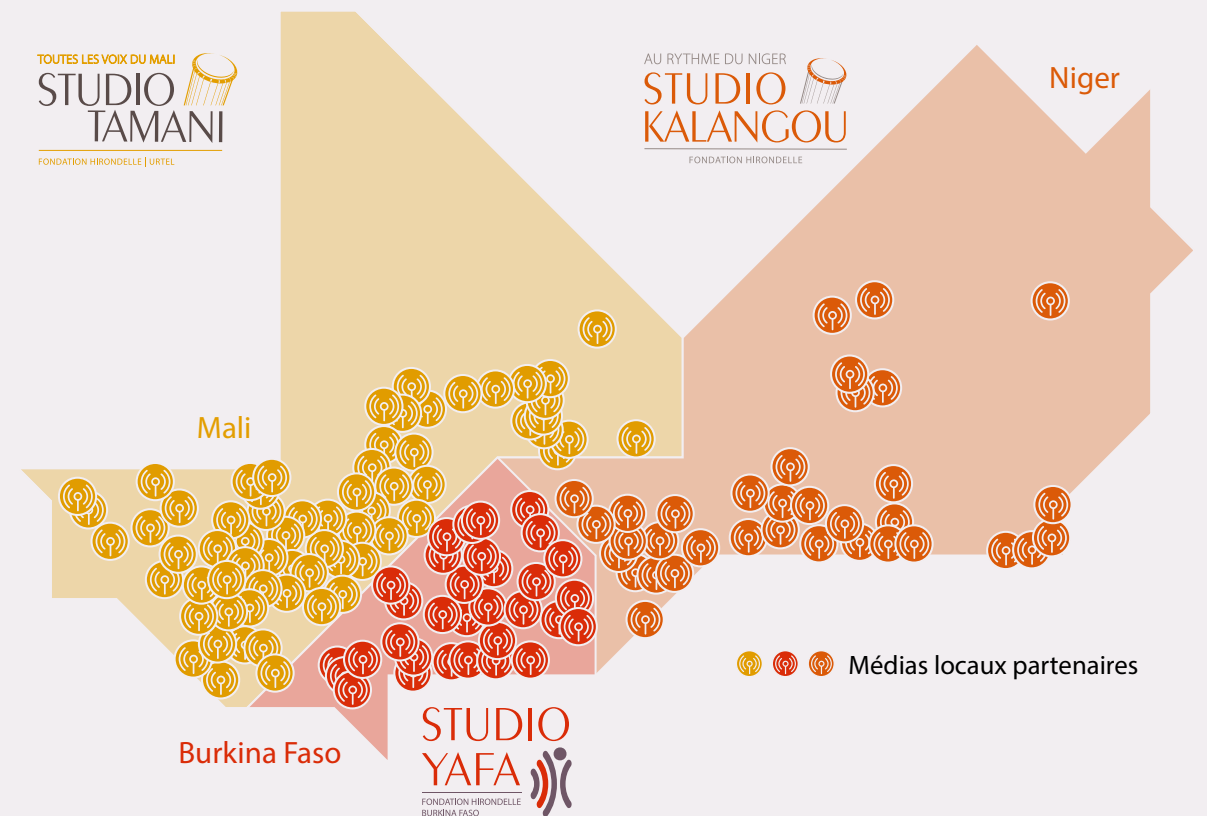 TOUTES LES VOIX DU MALI
STUDIO
TAMANI
FONDATION HIRONDELLE | URTEL
AU RYTHME DU NIGER
STUDIO
KALANGOU
FONDATION HIRONDELLE
Niger
Mali
Médias locaux partenaires
Burkina Faso
STUDIO
YAFA
FONDATION HIRONDELLE
BURKINA FASO